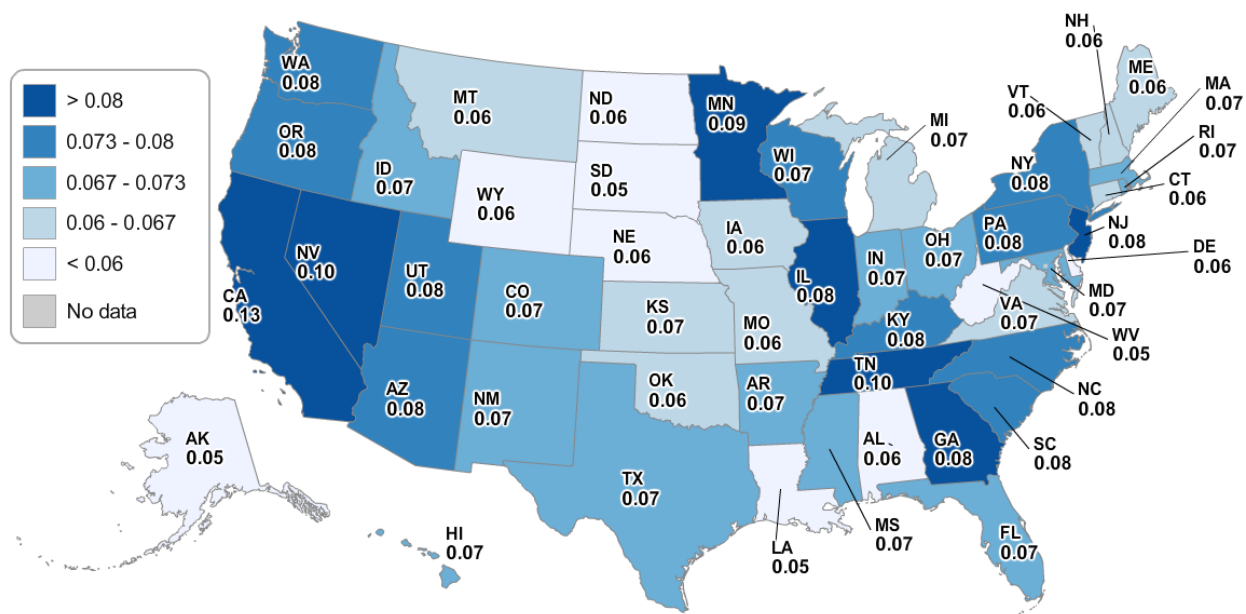 > 0.08
0.073 - 0.08
0.067 - 0.073
0.06 - 0.067
< 0.06
No data
WA
0.08
OR
0.08
CA
0.13
NV
0.10
ID
0.07
MT
0.06
WY
0.06
UT
0.08
AZ
0.08
CO
0.07
NM
0.07
ND
0.06
SD
0.05
NE
0.06
KS
0.07
OK
0.06
TX
0.07
MN
0.09
IA
0.06
MO
0.06
AR
0.07
LA
0.05
WI
0.07
IL
0.08
MI
0.07
IN
0.07
OH
0.07
KY
0.08
TN
0.10
MS
0.07
AL
0.06
GA
0.08
FL
0.07
SC
0.08
NC
0.08
VA
0.07
WV
0.05
MD
0.07
DE
0.06
NJ
0.08
PA
0.08
NY
0.08
CT
0.06
RI
0.07
MA
0.07
VT
0.06
NH
0.06
ME
0.06
AK
0.05
HI
0.07